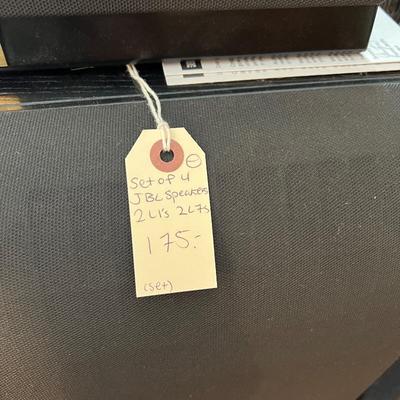 Set of 4
JBL Speakers
2 L1's 2 L7s
175.-
(set)